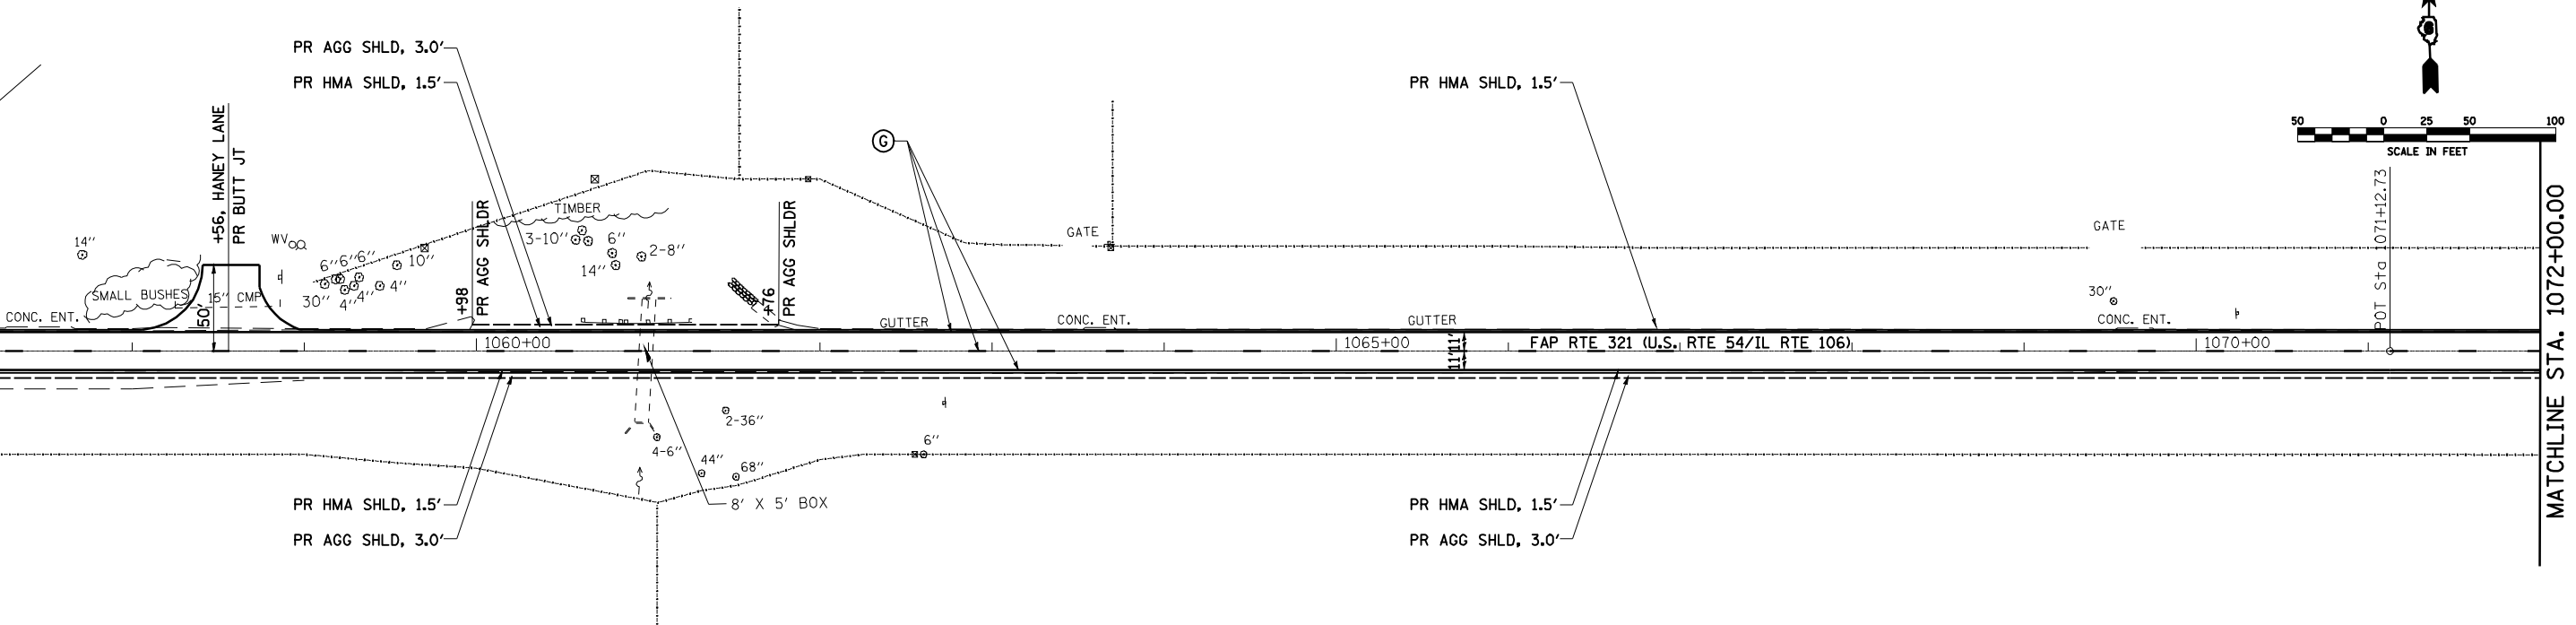 PR AGG SHLD, 3.0'
PR HMA SHLD, 1.5'
PR HMA SHLD, 1.5'
50 0 25 50 100
SCALE IN FEET
+56, HANEY LANE
PR BUTT JT
G
POT Sta 1071+12.73
MATCHLINE STA. 1072+00.00
TIMBER
14"
WV
6" 6" 6"
10"
30"
4"
4"
4"
3-10"
6"
2-8"
14"
+98
PR AGG SHLDR
+76
PR AGG SHLDR
GATE
GATE
SMALL BUSHES
15" CMP
50'
30"
CONC. ENT.
GUTTER
CONC. ENT.
GUTTER
CONC. ENT.
1060+00
1065+00
11' 11'
FAP RTE 321 (U.S. RTE 54/IL RTE 106)
1070+00
2-36"
4-6"
44"
68"
6"
8' X 5' BOX
PR HMA SHLD, 1.5'
PR AGG SHLD, 3.0'
PR HMA SHLD, 1.5'
PR AGG SHLD, 3.0'